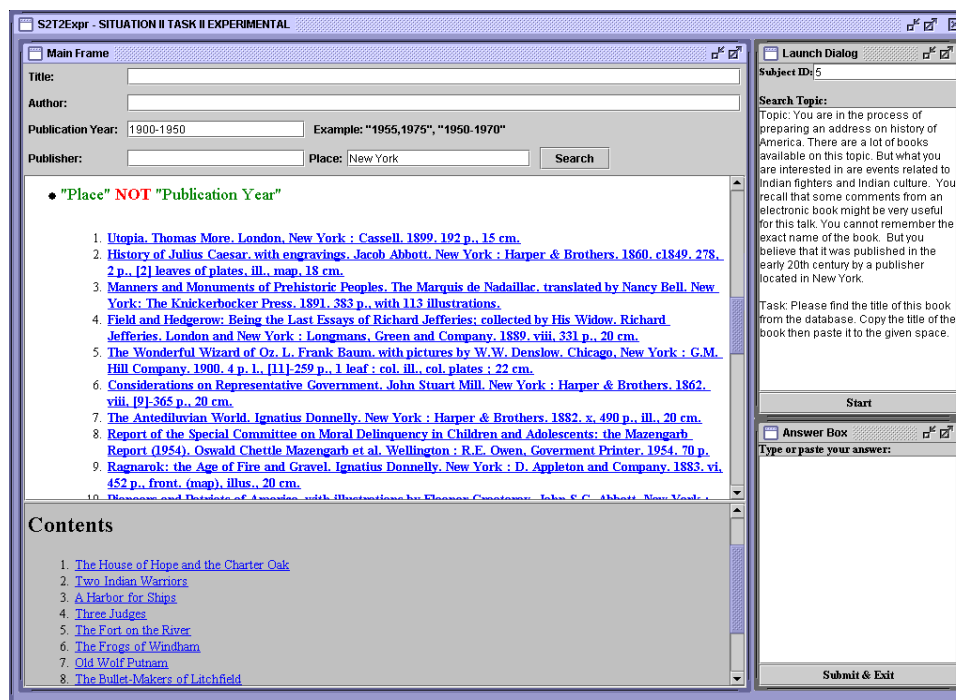 S2T2Expr - SITUATION II TASK II EXPERIMENTAL
Main Frame
Title:
Author:
Publication Year: 1900-1950 Example: "1955,1975", "1950-1970"
Publisher: Place: New York Search
"Place" NOT "Publication Year"
1. Utopia. Thomas More. London, New York : Cassell. 1899. 192 p., 15 cm.
2. History of Julius Caesar. with engravings. Jacob Abbott. New York : Harper & Brothers. 1860. c1849. 278,
2 p., [2] leaves of plates, ill., map, 18 cm.
3. Manners and Monuments of Prehistoric Peoples. The Marquis de Nadaillac. translated by Nancy Bell. New
York: The Knickerbocker Press. 1891. 383 p., with 113 illustrations.
4. Field and Hedgerow: Being the Last Essays of Richard Jefferies; collected by His Widow. Richard
Jefferies. London and New York : Longmans, Green and Company. 1889. viii, 331 p., 20 cm.
5. The Wonderful Wizard of Oz. L. Frank Baum. with pictures by W.W. Denslow. Chicago, New York : G.M.
Hill Company. 1900. 4 p. l., [11]-259 p., 1 leaf : col. ill., col. plates ; 22 cm.
6. Considerations on Representative Government. John Stuart Mill. New York : Harper & Brothers. 1862.
viii, [9]-365 p., 20 cm.
7. The Antediluvian World. Ignatius Donnelly. New York : Harper & Brothers. 1882. x, 490 p., ill., 20 cm.
8. Report of the Special Committee on Moral Delinquency in Children and Adolescents: the Mazengarb
Report (1954). Oswald Chettle Mazengarb et al. Wellington : R.E. Owen, Goverment Printer. 1954. 70 p.
9. Ragnarok: the Age of Fire and Gravel. Ignatius Donnelly. New York : D. Appleton and Company. 1883. vi,
452 p., front. (map), illus., 20 cm.
10. Pioneers and Patriots of America. with illustrations by Eleanor Greatorex. John S.C. Abbott. New York :
Contents
1. The House of Hope and the Charter Oak
2. Two Indian Warriors
3. A Harbor for Ships
4. Three Judges
5. The Fort on the River
6. The Frogs of Windham
7. Old Wolf Putnam
8. The Bullet-Makers of Litchfield
Launch Dialog
Subject ID: 5
Search Topic:
Topic: You are in the process of
preparing an address on history of
America. There are a lot of books
available on this topic. But what you
are interested in are events related to
Indian fighters and Indian culture. You
recall that some comments from an
electronic book might be very useful
for this talk. You cannot remember the
exact name of the book. But you
believe that it was published in the
early 20th century by a publisher
located in New York.
Task: Please find the title of this book
from the database. Copy the title of the
book then paste it to the given space.
Start
Answer Box
Type or paste your answer:
Submit & Exit